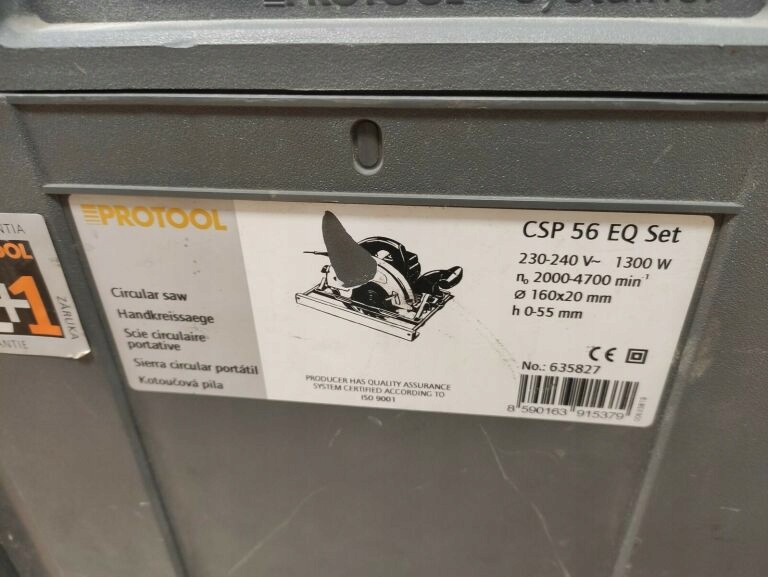 PROTOOL
PROTOOL
CSP 56 EQ Set
230-240 V~ 1300 W
n₀ 2000-4700 min⁻¹
Ø 160x20 mm
h 0-55 mm
Circular saw
Handkreissaege
Scie circulaire
portative
Sierra circular portátil
Kotoučová pila
PRODUCER HAS QUALITY ASSURANCE
SYSTEM CERTIFIED ACCORDING TO
ISO 9001
CE
No.: 635827
8 590163 915379
+1
ZÁRUKA